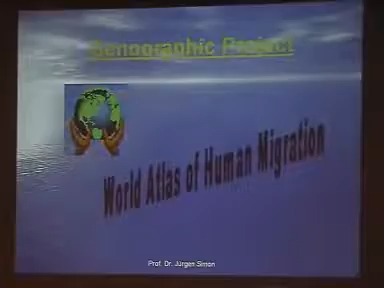 Genographic Project
World Atlas of Human Migration
Prof. Dr. Jürgen Simon